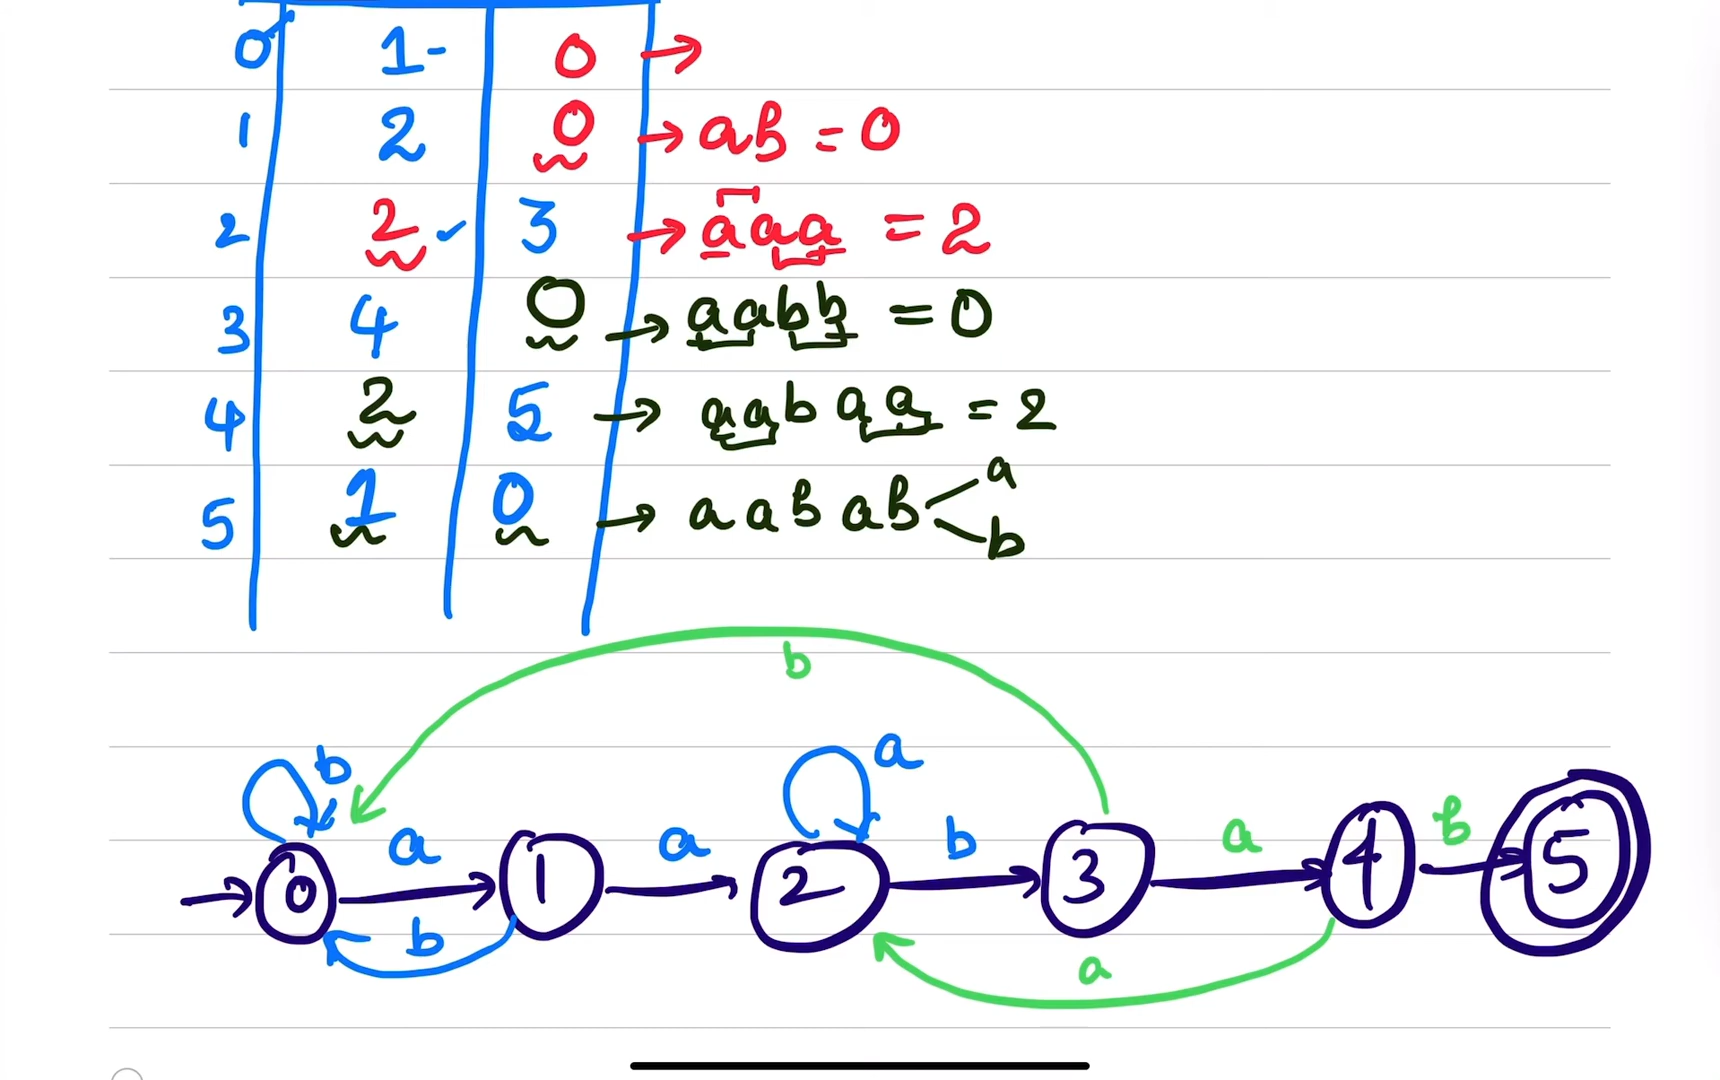 0 1- 0 →
1 2 0 → ab = 0
2 2 ✓ 3 → aaa = 2
3 4 0 → aabb = 0
4 2 5 → aabaa = 2
5 1 0 → aabab a
b
b
b a a
a a b a b
→ 0 1 2 3 4 5
b a